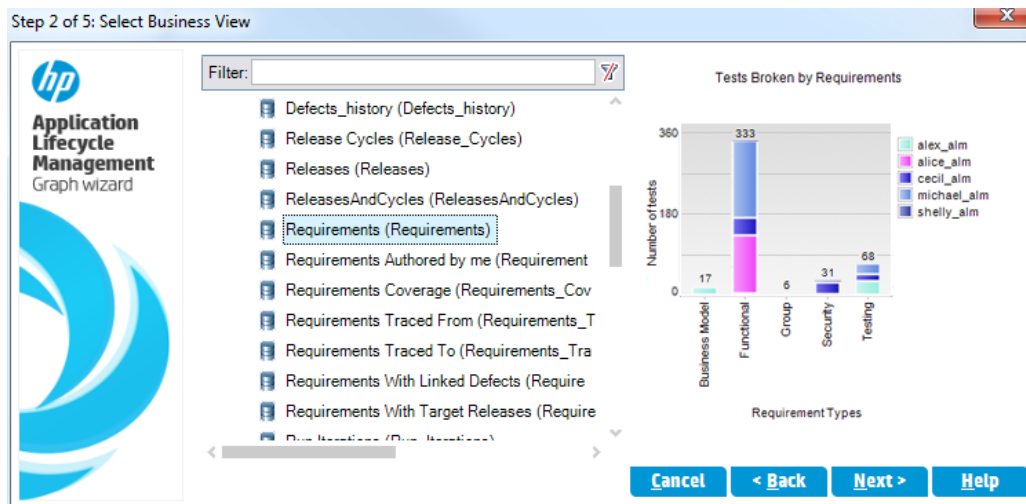 Step 2 of 5: Select Business View
X
hp
Application
Lifecycle
Management
Graph wizard
Filter:
Defects_history (Defects_history)
Release Cycles (Release_Cycles)
Releases (Releases)
ReleasesAndCycles (ReleasesAndCycles)
Requirements (Requirements)
Requirements Authored by me (Requirement
Requirements Coverage (Requirements_Cov
Requirements Traced From (Requirements_T
Requirements Traced To (Requirements_Tra
Requirements With Linked Defects (Require
Requirements With Target Releases (Require
Tests Broken by Requirements
Number of tests
360
180
0
17
333
6
31
68
Business Model
Functional
Group
Security
Testing
Requirement Types
alex_alm
alice_alm
cecil_alm
michael_alm
shelly_alm
Cancel
< Back
Next >
Help